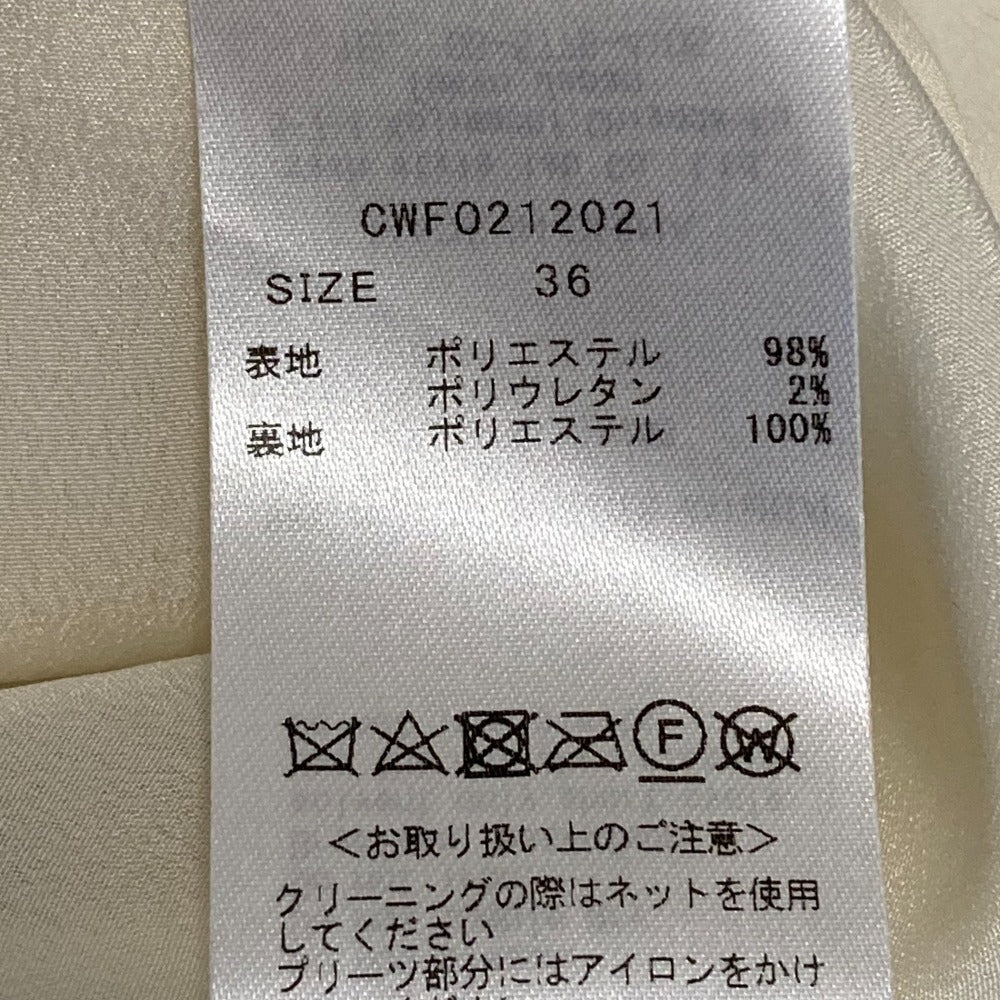 CWF0212021
SIZE 36
表地 ポリエステル 98%
ポリウレタン 2%
裏地 ポリエステル 100%
F
W
<お取り扱い上のご注意>
クリーニングの際はネットを使用
してください
プリーツ部分にはアイロンをかけ